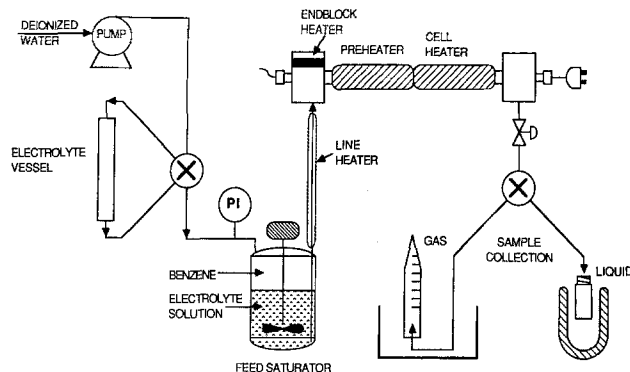 DEIONIZED
WATER
PUMP
ENDBLOCK
HEATER
PREHEATER
CELL
HEATER
ELECTROLYTE
VESSEL
LINE
HEATER
PI
BENZENE
ELECTROLYTE
SOLUTION
FEED SATURATOR
GAS
SAMPLE
COLLECTION
LIQUID